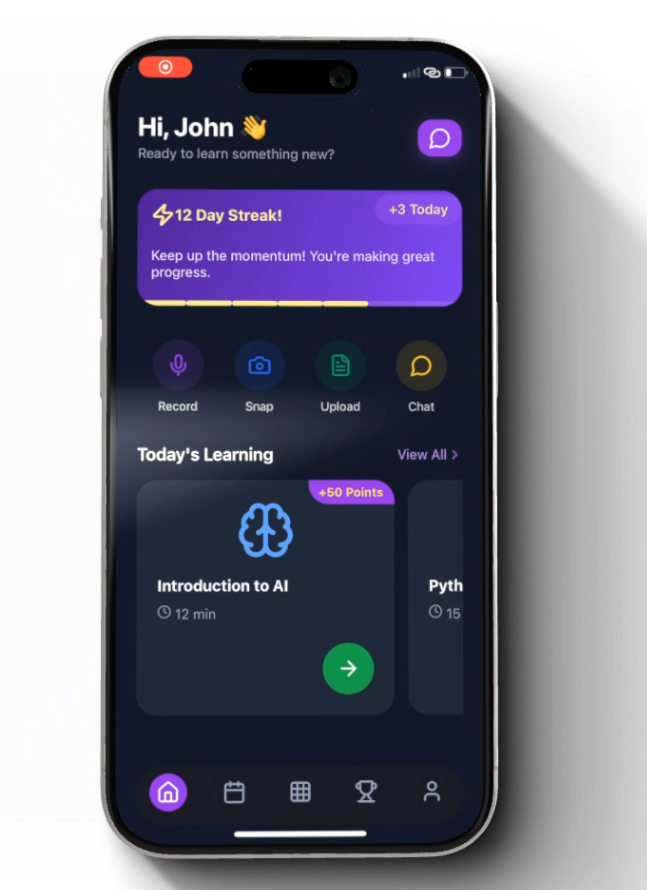 Hi, John 👋
Ready to learn something new?
12 Day Streak!
+3 Today
Keep up the momentum! You're making great
progress.
Record
Snap
Upload
Chat
Today's Learning
View All >
+50 Points
Introduction to AI
12 min
Pyth
15